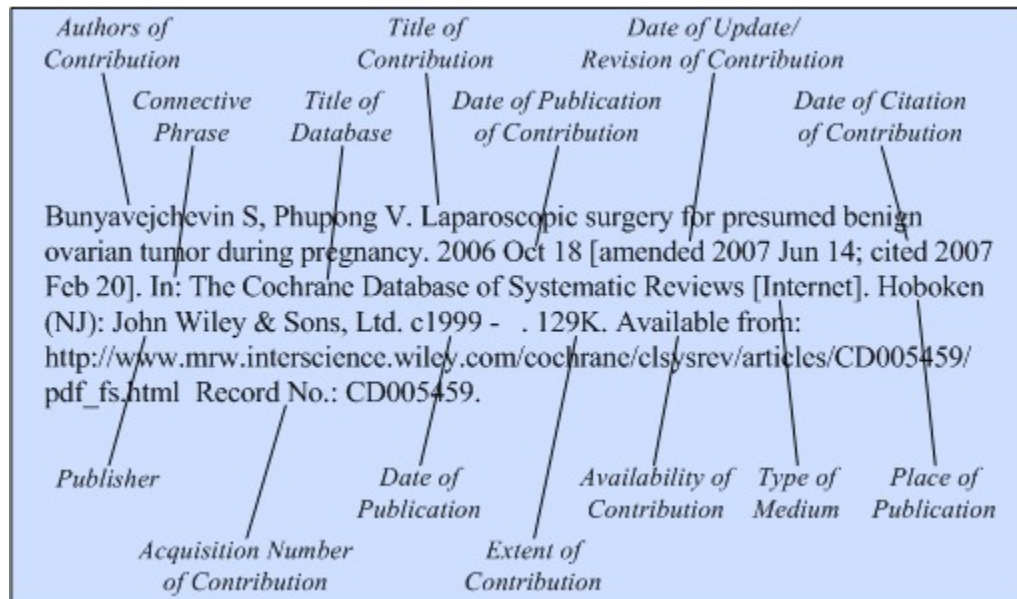 Authors of Contribution
Title of Contribution
Date of Update/ Revision of Contribution
Connective Phrase
Title of Database
Date of Publication of Contribution
Date of Citation of Contribution
Bunyavejchevin S, Phupong V. Laparoscopic surgery for presumed benign
ovarian tumor during pregnancy. 2006 Oct 18 [amended 2007 Jun 14; cited 2007
Feb 20]. In: The Cochrane Database of Systematic Reviews [Internet]. Hoboken
(NJ): John Wiley & Sons, Ltd. c1999 -   . 129K. Available from:
http://www.mrw.interscience.wiley.com/cochrane/clsysrev/articles/CD005459/
pdf_fs.html  Record No.: CD005459.
Publisher
Date of Publication
Availability of Contribution
Type of Medium
Place of Publication
Acquisition Number of Contribution
Extent of Contribution